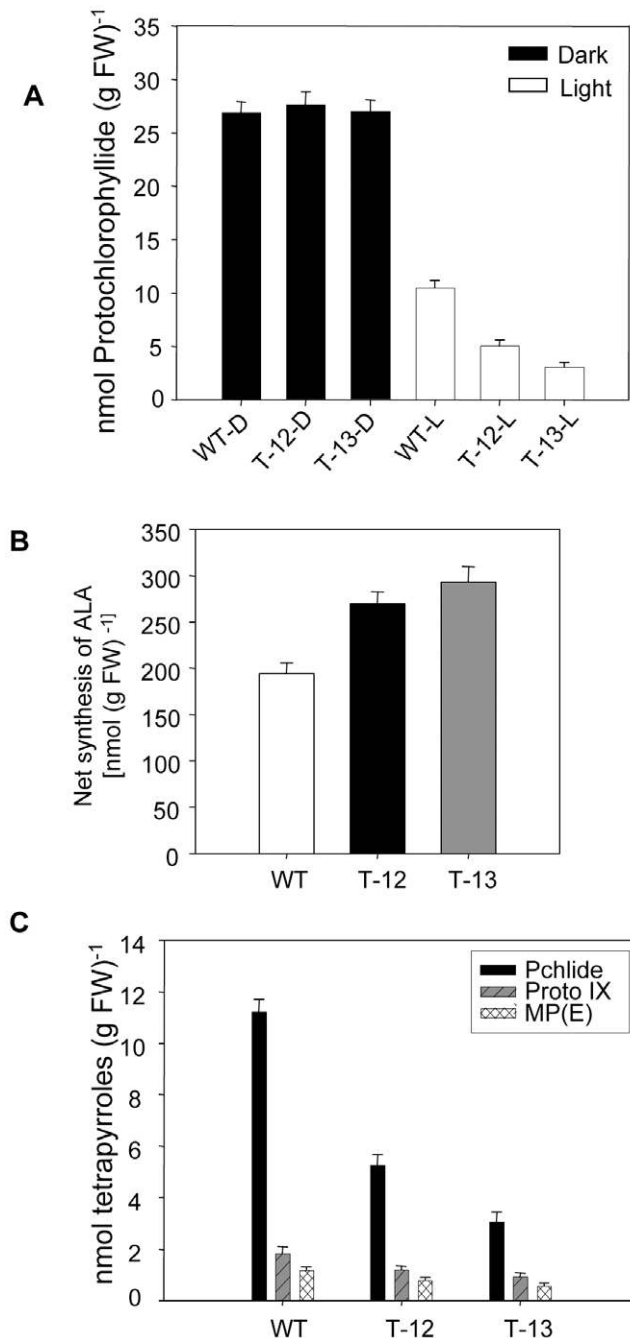 A
nmol Protochlorophyllide (g FW)⁻¹
35
30
25
20
15
10
5
0
Dark
Light
WT-D
T-12-D
T-13-D
WT-L
T-12-L
T-13-L
B
Net synthesis of ALA
[nmol (g FW) ⁻¹]
350
300
250
200
150
100
50
0
WT
T-12
T-13
C
nmol tetrapyrroles (g FW)⁻¹
14
12
10
8
6
4
2
0
Pchlide
Proto IX
MP(E)
WT
T-12
T-13